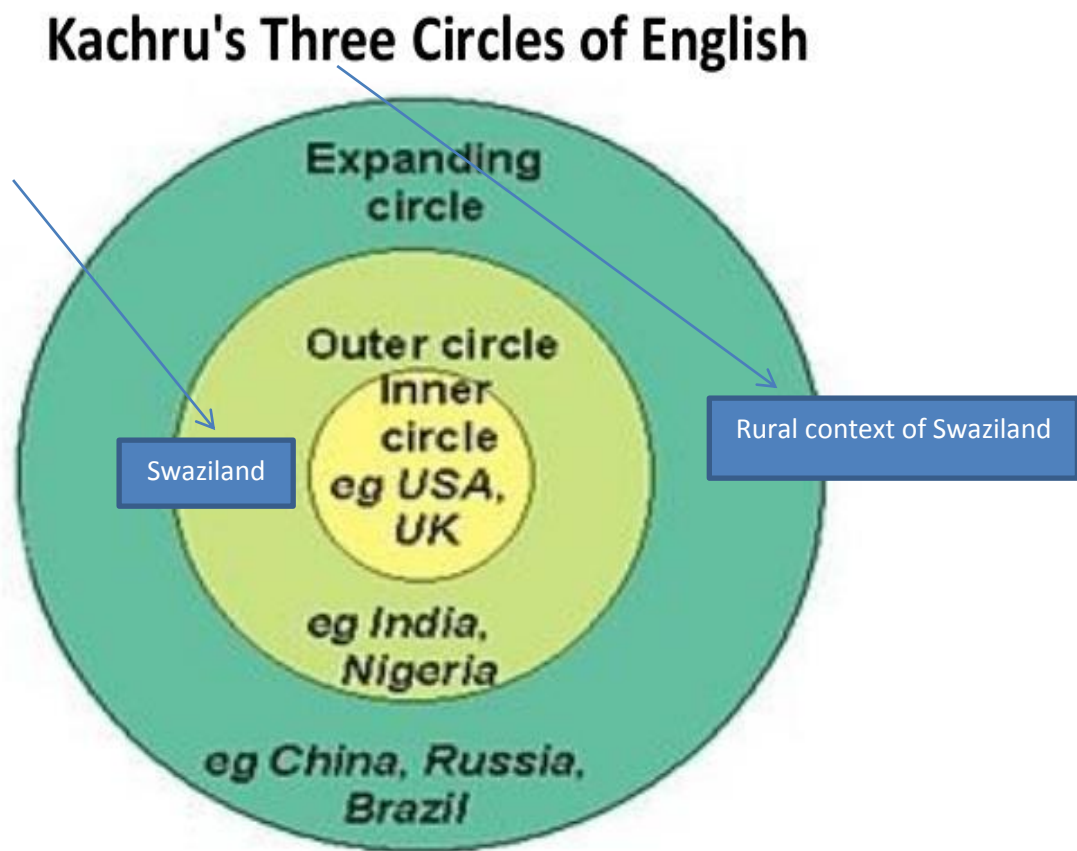 Kachru's Three Circles of English
Expanding
circle
Outer circle
Inner
circle
eg USA,
UK
Swaziland
Rural context of Swaziland
eg India,
Nigeria
eg China, Russia,
Brazil